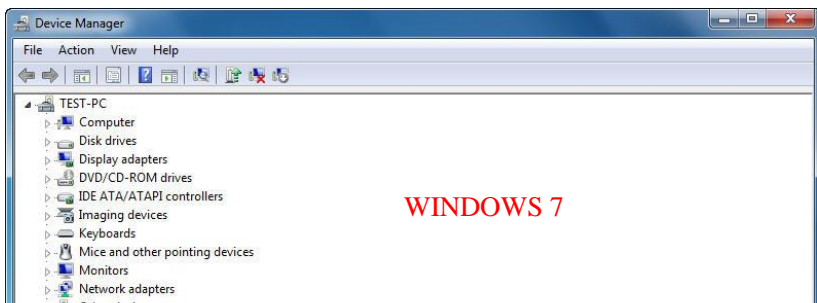 Device Manager
File Action View Help
TEST-PC
Computer
Disk drives
Display adapters
DVD/CD-ROM drives
IDE ATA/ATAPI controllers
WINDOWS 7
Imaging devices
Keyboards
Mice and other pointing devices
Monitors
Network adapters